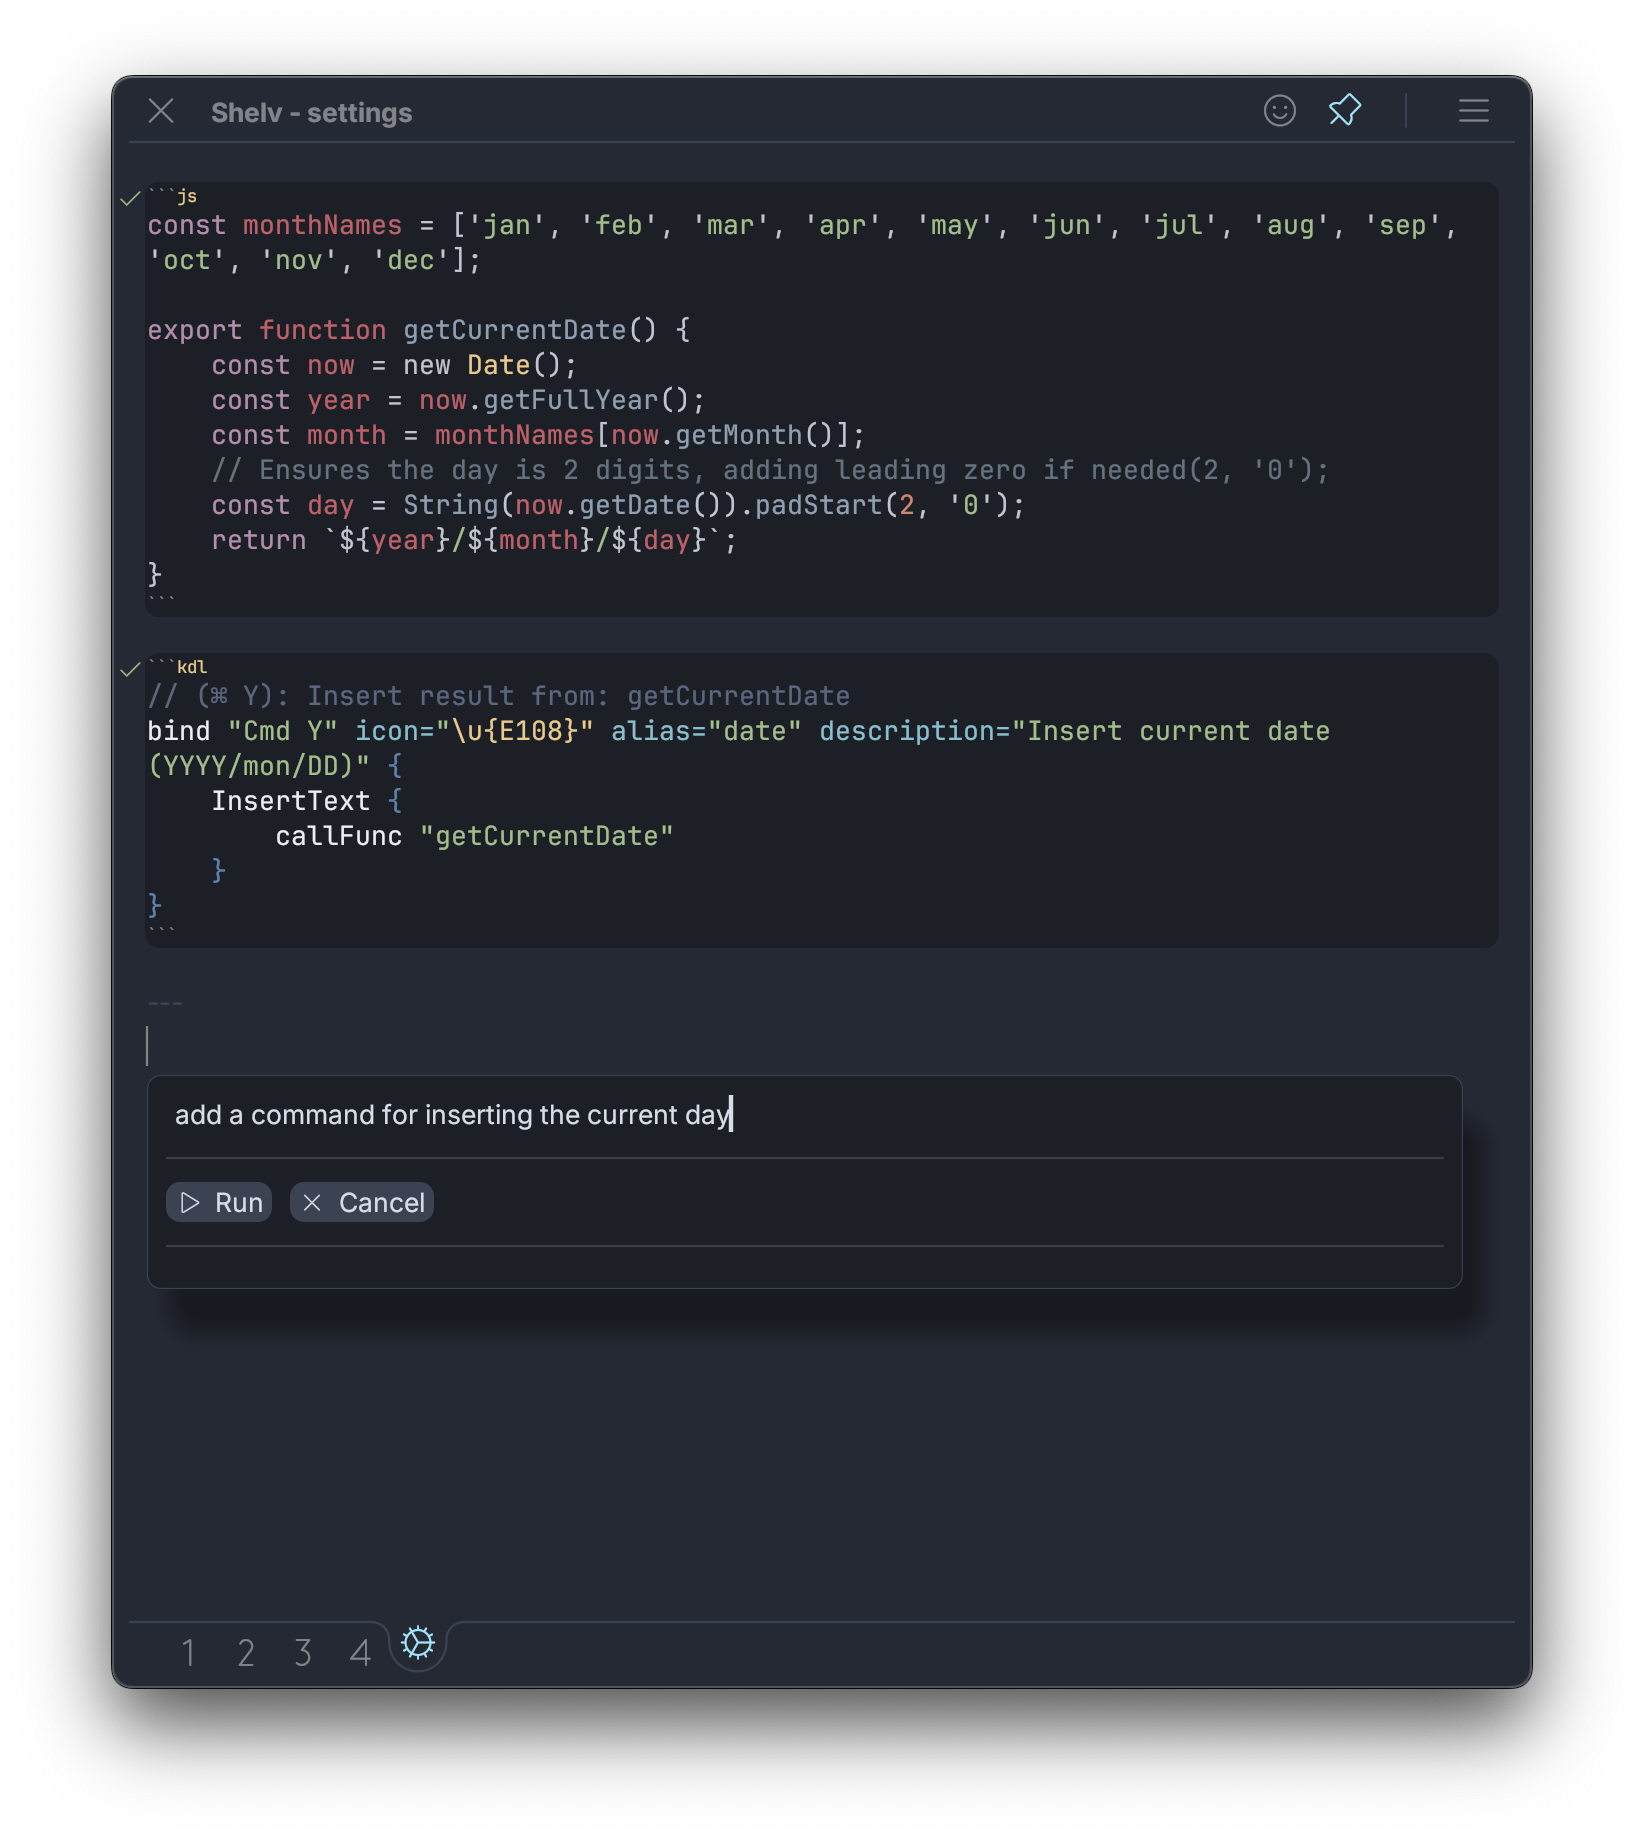 Shelv - settings
```js
const monthNames = ['jan', 'feb', 'mar', 'apr', 'may', 'jun', 'jul', 'aug', 'sep',
'oct', 'nov', 'dec'];
export function getCurrentDate() {
    const now = new Date();
    const year = now.getFullYear();
    const month = monthNames[now.getMonth()];
    // Ensures the day is 2 digits, adding leading zero if needed(2, '0');
    const day = String(now.getDate()).padStart(2, '0');
    return `${year}/${month}/${day}`;
}
```
```kdl
// (⌘ Y): Insert result from: getCurrentDate
bind "Cmd Y" icon="\u{E108}" alias="date" description="Insert current date
(YYYY/mon/DD)" {
    InsertText {
        callFunc "getCurrentDate"
    }
}
```
---
add a command for inserting the current day
Run Cancel
1 2 3 4